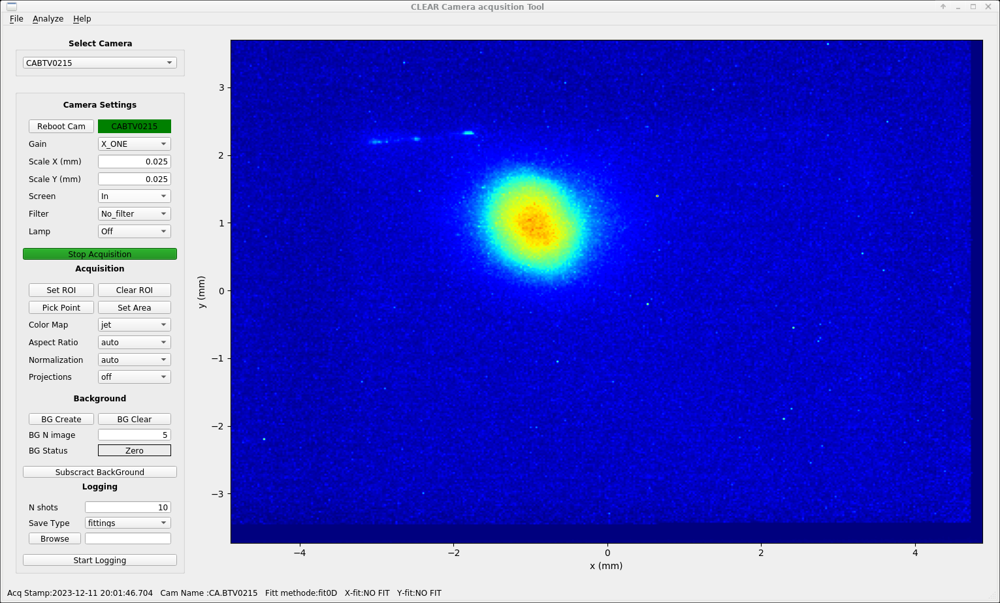 CLEAR Camera acqusition Tool
File Analyze Help
Select Camera
CABTV0215
Camera Settings
Reboot Cam CABTV0215
Gain X_ONE
Scale X (mm) 0.025
Scale Y (mm) 0.025
Screen In
Filter No_filter
Lamp Off
Stop Acquisition
Acquisition
Set ROI Clear ROI
Pick Point Set Area
Color Map jet
Aspect Ratio auto
Normalization auto
Projections off
Background
BG Create BG Clear
BG N image 5
BG Status Zero
Subscract BackGround
Logging
N shots 10
Save Type fittings
Browse
Start Logging
y (mm)
3
2
1
0
−1
−2
−3
−4 −2 0 2 4
x (mm)
Acq Stamp:2023-12-11 20:01:46.704 Cam Name :CA.BTV0215 Fitt methode:fit0D X-fit:NO FIT Y-fit:NO FIT